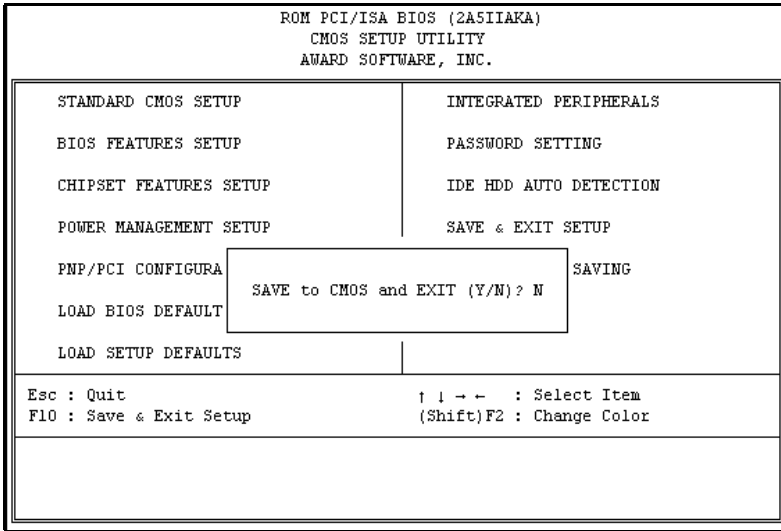 ROM PCI/ISA BIOS (2A5IIAKA)
CMOS SETUP UTILITY
AWARD SOFTWARE, INC.
STANDARD CMOS SETUP
BIOS FEATURES SETUP
CHIPSET FEATURES SETUP
POWER MANAGEMENT SETUP
PNP/PCI CONFIGURA
LOAD BIOS DEFAULT
LOAD SETUP DEFAULTS
INTEGRATED PERIPHERALS
PASSWORD SETTING
IDE HDD AUTO DETECTION
SAVE & EXIT SETUP
SAVING
SAVE to CMOS and EXIT (Y/N)? N
Esc : Quit
F10 : Save & Exit Setup
↑ ↓ → ← : Select Item
(Shift)F2 : Change Color